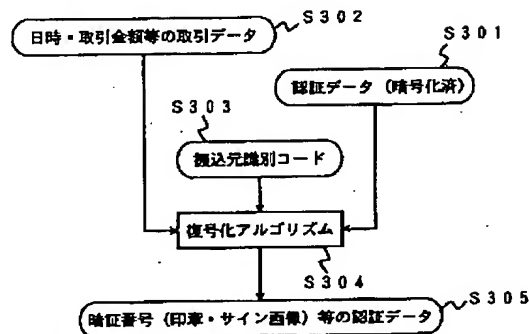 S302
日時・取引金額等の取引データ
S301
認証データ(暗号化済)
S303
振込元識別コード
復号化アルゴリズム
S304
S305
暗証番号(印章・サイン画像)等の認証データ